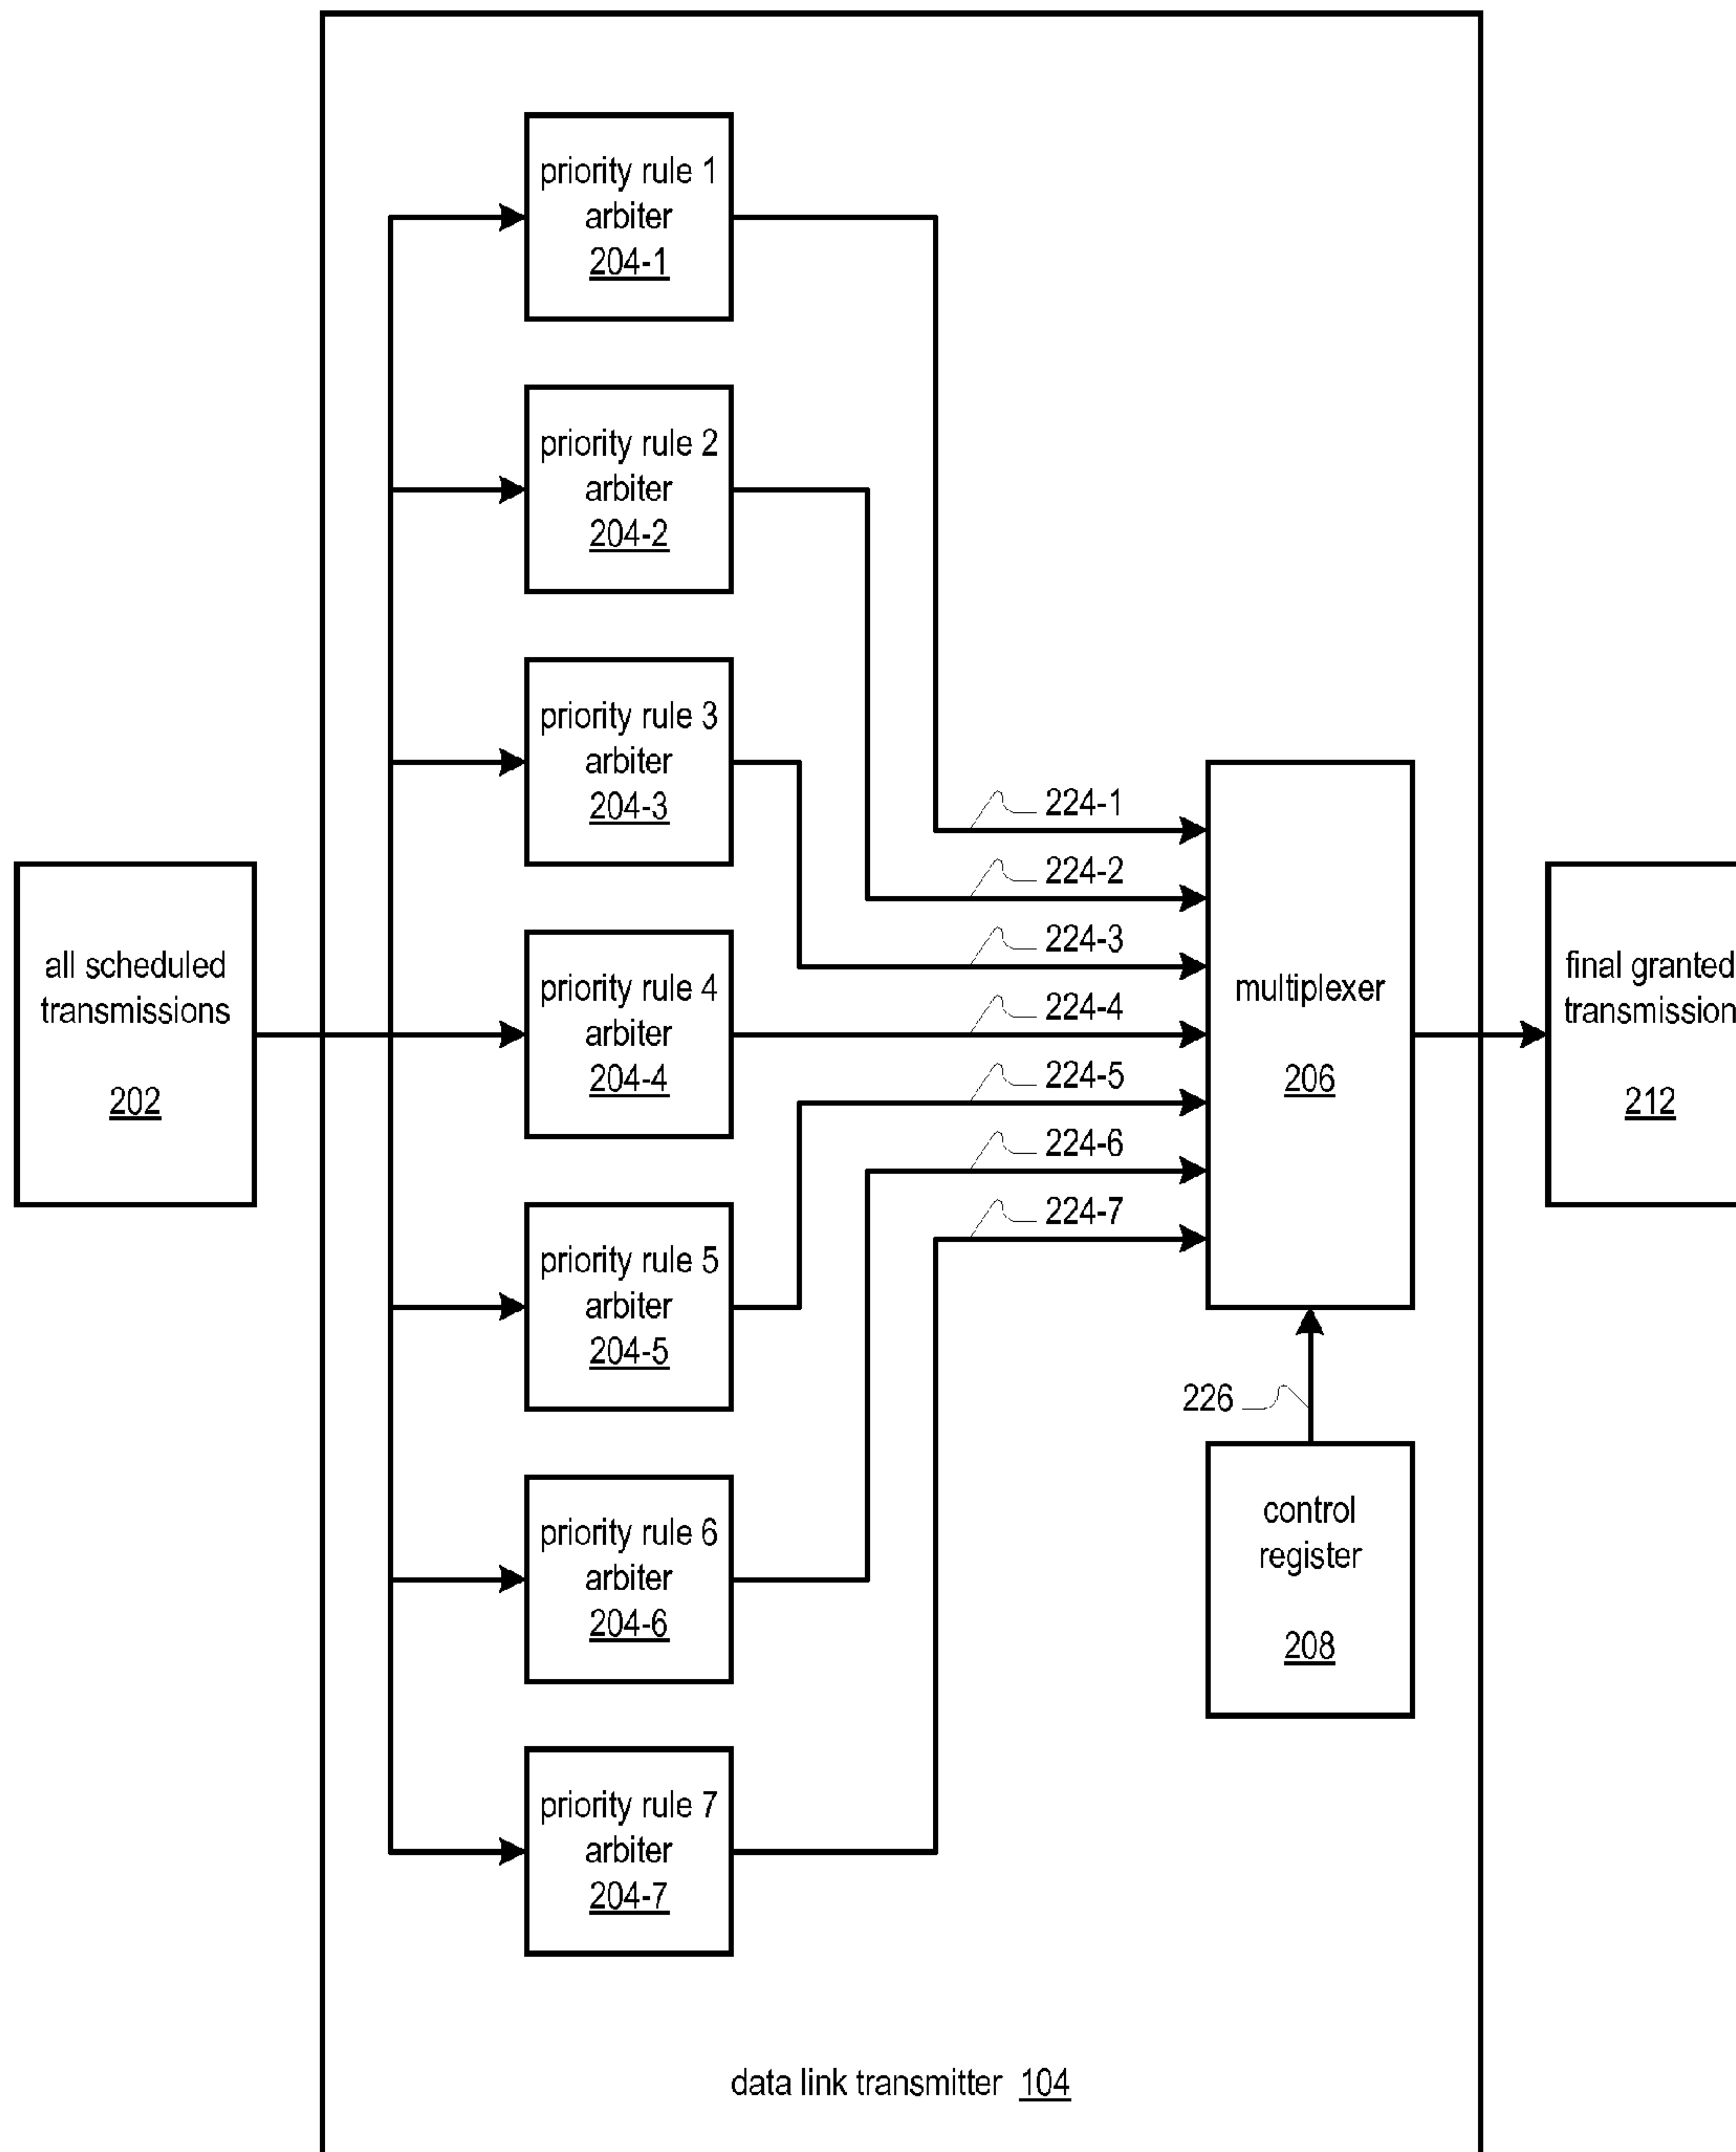 priority rule 1
arbiter
204-1
priority rule 2
arbiter
204-2
priority rule 3
arbiter
204-3
224-1
224-2
224-3
224-4
224-5
224-6
224-7
all scheduled
transmissions
202
priority rule 4
arbiter
204-4
multiplexer
206
final granted
transmission
212
priority rule 5
arbiter
204-5
226
priority rule 6
arbiter
204-6
control
register
208
priority rule 7
arbiter
204-7
data link transmitter 104